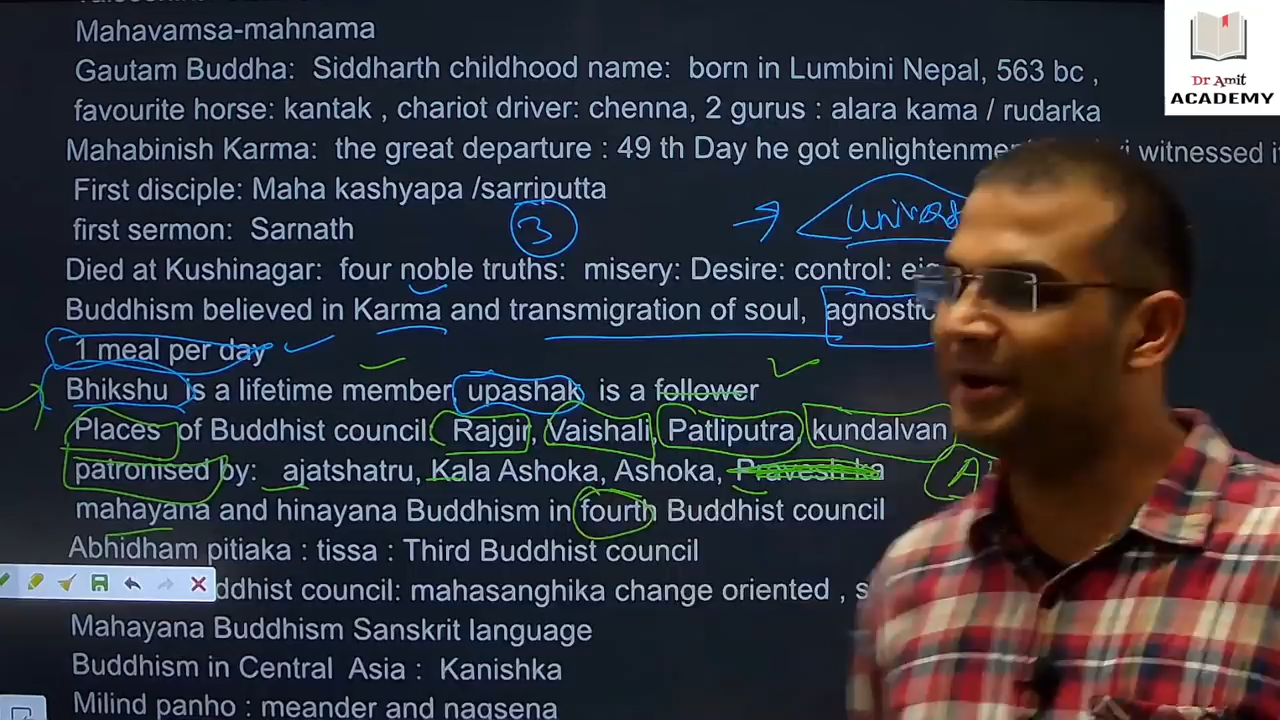 Mahavamsa-mahnama
Dr Amit
ACADEMY
Gautam Buddha: Siddharth childhood name: born in Lumbini Nepal, 563 bc ,
favourite horse: kantak , chariot driver: chenna, 2 gurus : alara kama / rudarka
Mahabinish Karma: the great departure : 49 th Day he got enlightenment witnessed
First disciple: Maha kashyapa /sarriputta
first sermon: Sarnath
3
Died at Kushinagar: four noble truths: misery: Desire: control:
Buddhism believed in Karma and transmigration of soul, agnostic
1 meal per day
Bhikshu is a lifetime member upashak is a follower
Places of Buddhist council: Rajgir, Vaishali, Patliputra, kundalvan
patronised by: ajatshatru, Kala Ashoka, Ashoka, Pravesh ka
mahayana and hinayana Buddhism in fourth Buddhist council
Abhidham pitiaka : tissa : Third Buddhist council
ddhist council: mahasanghika change oriented ,
Mahayana Buddhism Sanskrit language
Buddhism in Central Asia : Kanishka
Milind panho : meander and nagsena